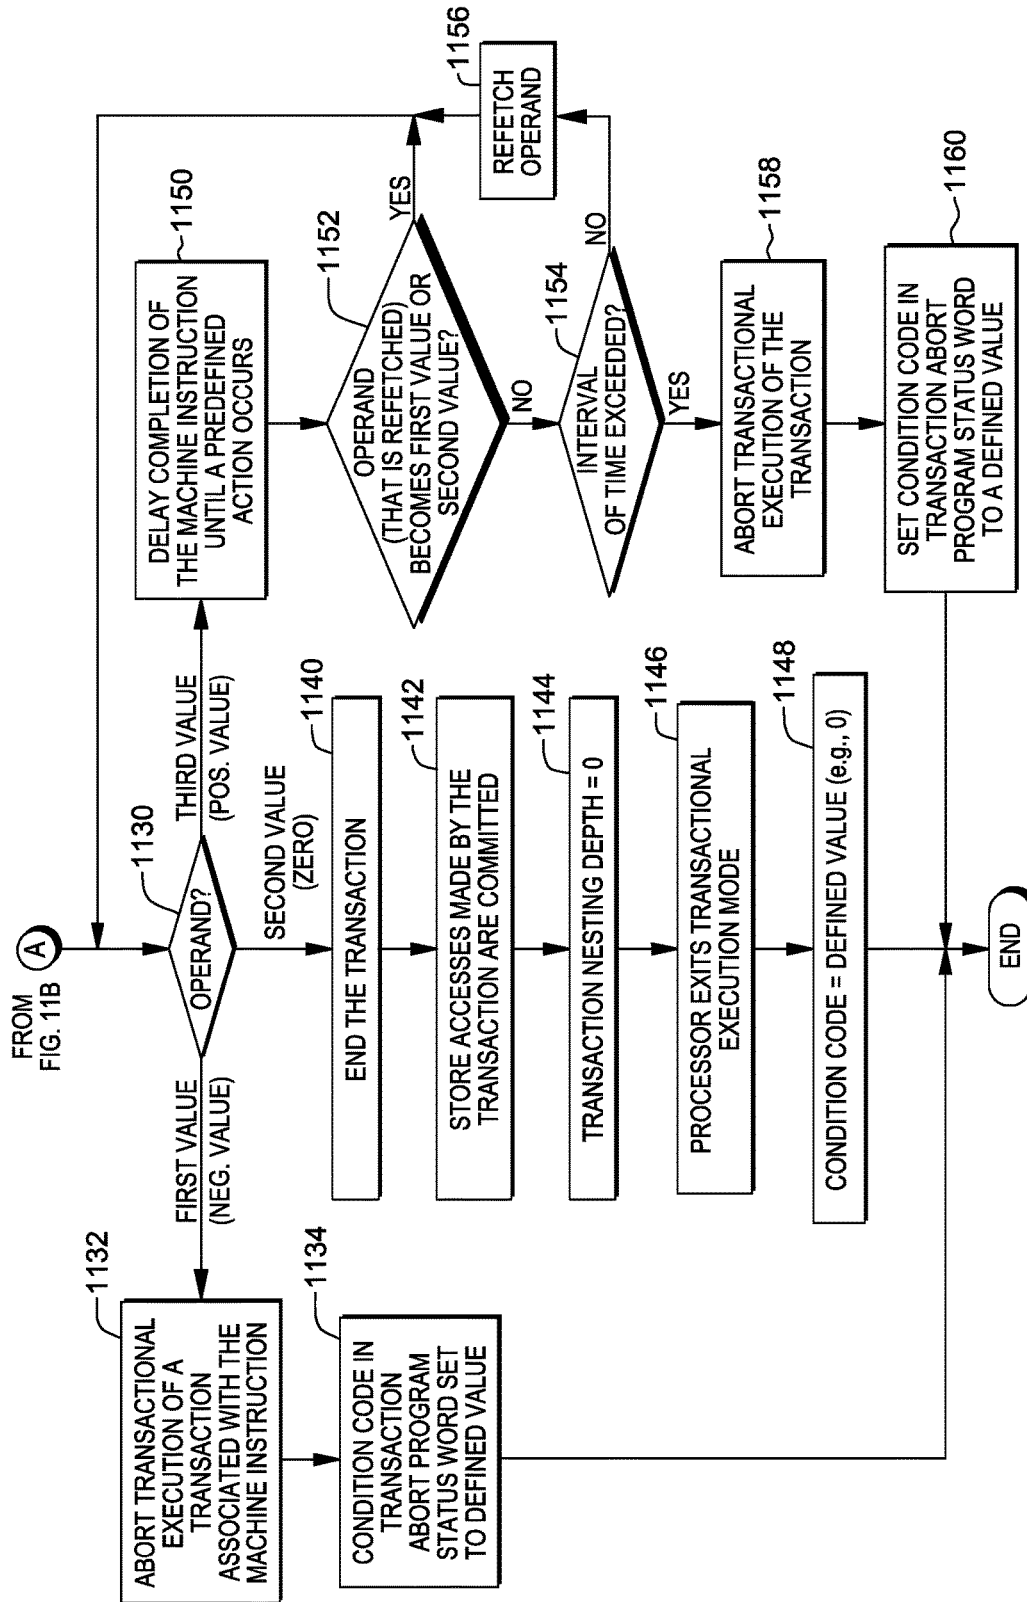 FROM
FIG. 11B
A
1130
OPERAND?
FIRST VALUE
(NEG. VALUE)
SECOND VALUE
(ZERO)
THIRD VALUE
(POS. VALUE)
1132
ABORT TRANSACTIONAL
EXECUTION OF A
TRANSACTION
ASSOCIATED WITH THE
MACHINE INSTRUCTION
1134
CONDITION CODE IN
TRANSACTION
ABORT PROGRAM
STATUS WORD SET
TO DEFINED VALUE
1140
END THE TRANSACTION
1142
STORE ACCESSES MADE BY THE
TRANSACTION ARE COMMITTED
1144
TRANSACTION NESTING DEPTH = 0
1146
PROCESSOR EXITS TRANSACTIONAL
EXECUTION MODE
1148
CONDITION CODE = DEFINED VALUE (e.g., 0)
1150
DELAY COMPLETION OF
THE MACHINE INSTRUCTION
UNTIL A PREDEFINED
ACTION OCCURS
1152
OPERAND
(THAT IS REFETCHED)
BECOMES FIRST VALUE OR
SECOND VALUE?
YES
NO
1154
INTERVAL
OF TIME EXCEEDED?
NO
YES
1156
REFETCH
OPERAND
1158
ABORT TRANSACTIONAL
EXECUTION OF THE
TRANSACTION
1160
SET CONDITION CODE IN
TRANSACTION ABORT
PROGRAM STATUS WORD
TO A DEFINED VALUE
END